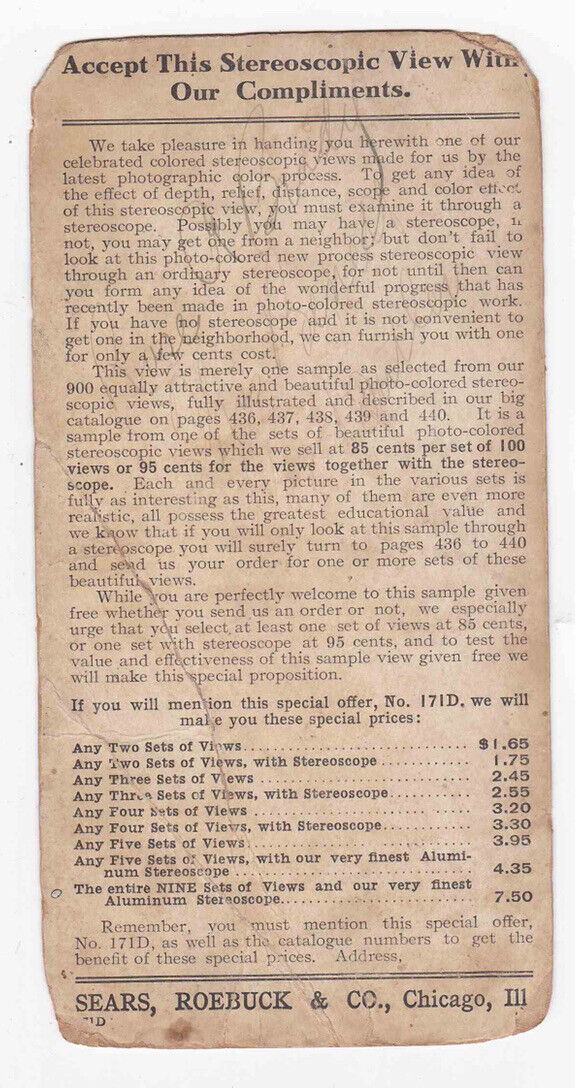 Accept This Stereoscopic View With
Our Compliments.
We take pleasure in handing you herewith one of our
celebrated colored stereoscopic views made for us by the
latest photographic color process. To get any idea of
the effect of depth, relief, distance, scope and color effect
of this stereoscopic view, you must examine it through a
stereoscope. Possibly you may have a stereoscope, if
not, you may get one from a neighbor; but don't fail to
look at this photo-colored new process stereoscopic view
through an ordinary stereoscope, for not until then can
you form any idea of the wonderful progress that has
recently been made in photo-colored stereoscopic work.
If you have no stereoscope and it is not convenient to
get one in the neighborhood, we can furnish you with one
for only a few cents cost.
This view is merely one sample as selected from our
900 equally attractive and beautiful photo-colored stereo-
scopic views, fully illustrated and described in our big
catalogue on pages 436, 437, 438, 439 and 440. It is a
sample from one of the sets of beautiful photo-colored
stereoscopic views which we sell at 85 cents per set of 100
views or 95 cents for the views together with the stereo-
scope. Each and every picture in the various sets is
fully as interesting as this, many of them are even more
realistic, all possess the greatest educational value and
we know that if you will only look at this sample through
a stereoscope you will surely turn to pages 436 to 440
and send us your order for one or more sets of these
beautiful views.
While you are perfectly welcome to this sample given
free whether you send us an order or not, we especially
urge that you select at least one set of views at 85 cents,
or one set with stereoscope at 95 cents, and to test the
value and effectiveness of this sample view given free we
will make this special proposition.
If you will mention this special offer, No. 171D, we will
make you these special prices:
Any Two Sets of Views........................... $1.65
Any Two Sets of Views, with Stereoscope........... 1.75
Any Three Sets of Views.......................... 2.45
Any Three Sets of Views, with Stereoscope.......... 2.55
Any Four Sets of Views........................... 3.20
Any Four Sets of Views, with Stereoscope........... 3.30
Any Five Sets of Views........................... 3.95
Any Five Sets of Views, with our very finest Alumi-
num Stereoscope............................. 4.35
The entire NINE Sets of Views and our very finest
Aluminum Stereoscope........................ 7.50
Remember, you must mention this special offer,
No. 171D, as well as the catalogue numbers to get the
benefit of these special prices. Address,
SEARS, ROEBUCK & CO., Chicago, Ill
71D